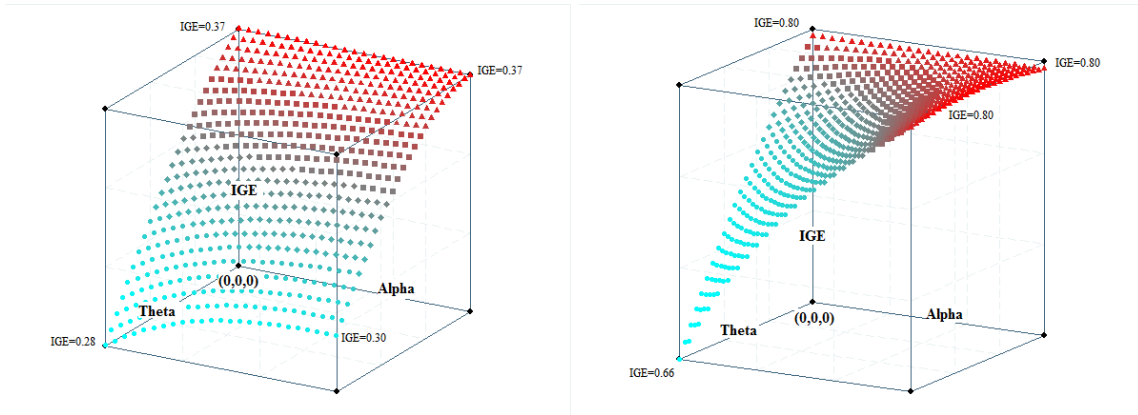 IGE=0.37
IGE=0.37
IGE
(0,0,0)
Alpha
Theta
IGE=0.28
IGE=0.30
IGE=0.80
IGE=0.80
IGE=0.80
IGE
(0,0,0)
Alpha
Theta
IGE=0.66